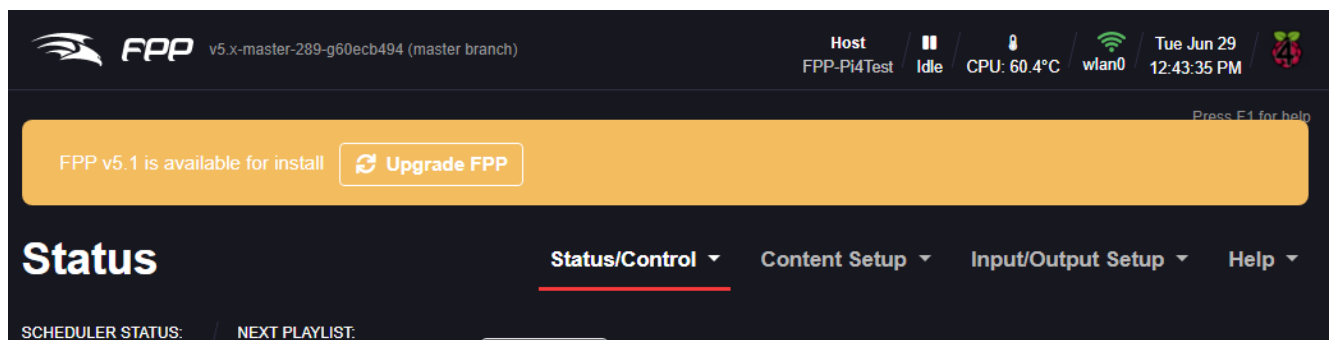 FPP v5.x-master-289-g60ecb494 (master branch)
Host
FPP-Pi4Test
Idle
CPU: 60.4°C
wlan0
Tue Jun 29
12:43:35 PM
4
Press F1 for help
FPP v5.1 is available for install Upgrade FPP
Status
Status/Control Content Setup Input/Output Setup Help
SCHEDULER STATUS: NEXT PLAYLIST: